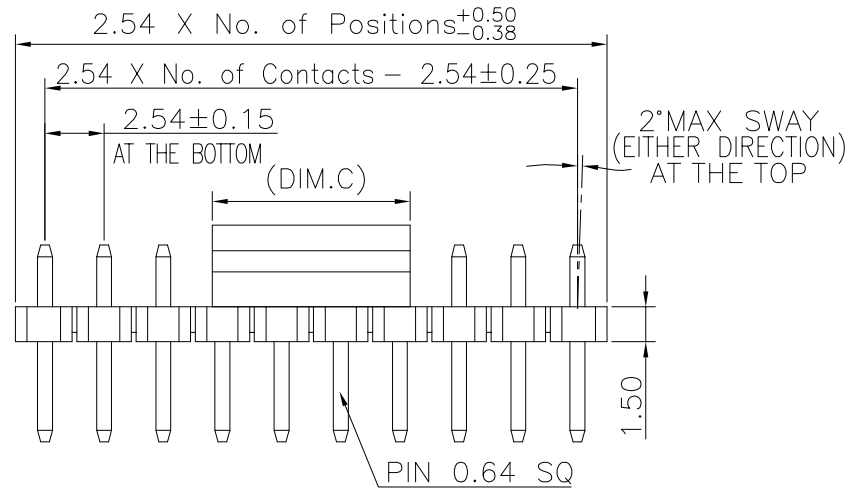 2.54 X No. of Positions +0.50 −0.38
2.54 X No. of Contacts − 2.54±0.25
2.54±0.15
AT THE BOTTOM
(DIM.C)
2°MAX SWAY
(EITHER DIRECTION)
AT THE TOP
1.50
PIN 0.64 SQ